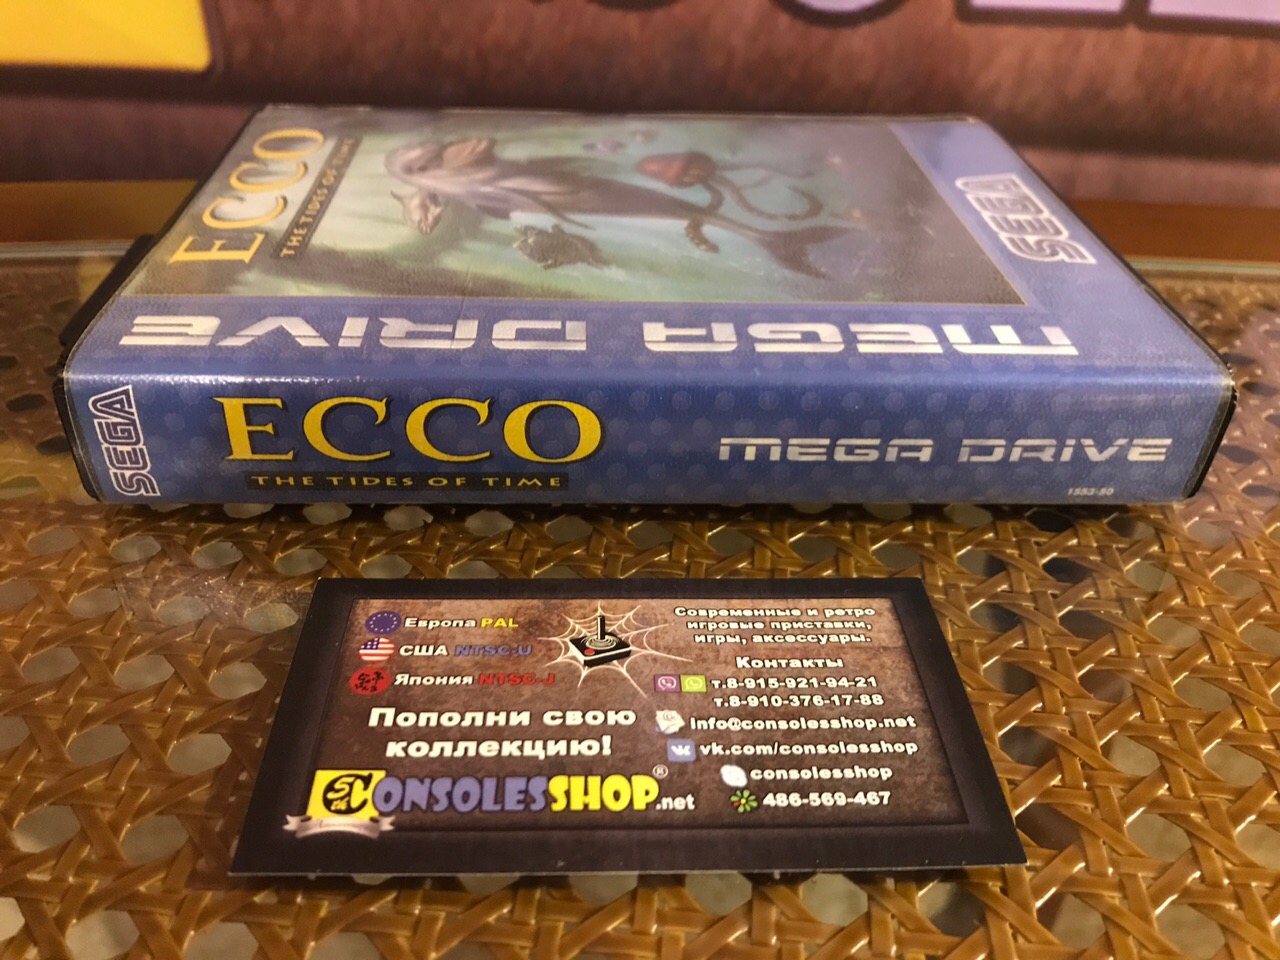 ECCO
THE TIDES OF TIME
SEGA
MEGA DRIVE
SEGA
ECCO
THE TIDES OF TIME
MEGA DRIVE
1553-50
Европа PAL
США NTSC-U
Япония NTSC-J
Пополни свою
коллекцию!
CONSOLESSHOP.net
Современные и ретро
игровые приставки,
игры, аксессуары.
Контакты
т.8-915-921-94-21
т.8-910-376-17-88
info@consolesshop.net
vk.com/consolesshop
consolesshop
486-569-467